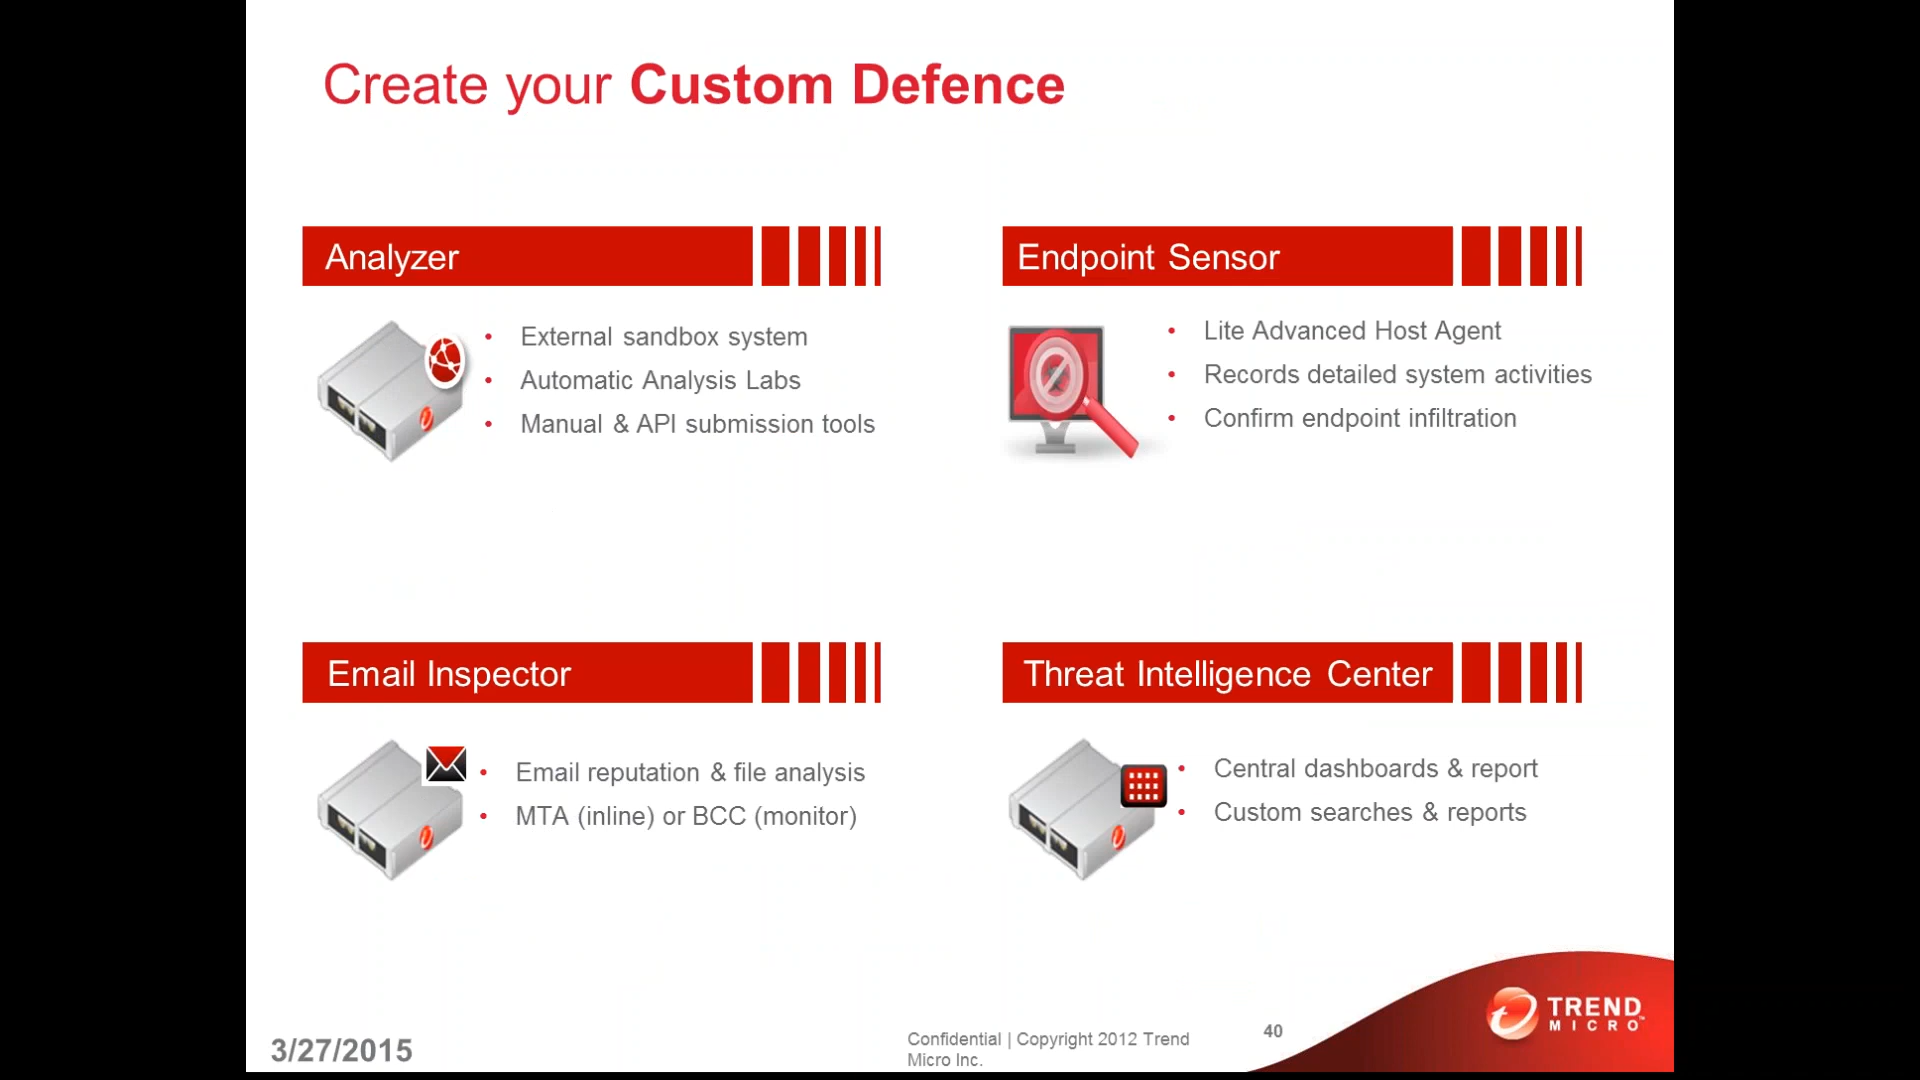 Create your Custom Defence
Analyzer
External sandbox system
Automatic Analysis Labs
Manual & API submission tools
Endpoint Sensor
Lite Advanced Host Agent
Records detailed system activities
Confirm endpoint infiltration
Email Inspector
Email reputation & file analysis
MTA (inline) or BCC (monitor)
Threat Intelligence Center
Central dashboards & report
Custom searches & reports
3/27/2015
Confidential | Copyright 2012 Trend
Micro Inc.
40
TREND
MICRO™